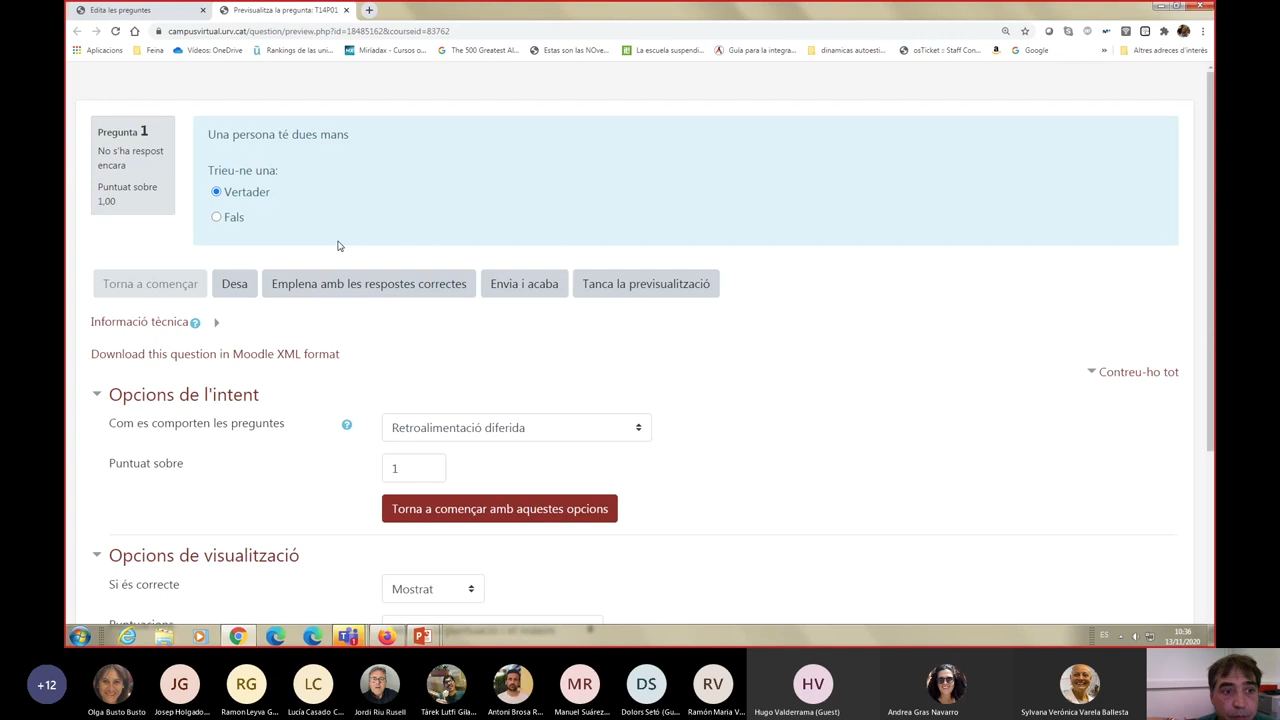 Edita les preguntes
Previsualitza la pregunta: T14P01
campusvirtual.urv.cat/question/preview.php?id=18485162&courseid=83762
Aplicacions
Feina
Vídeos: OneDrive
Rankings de las uni...
Miríadax - Cursos o...
The 500 Greatest Al...
Estas son las NOve...
La escuela suspendi...
Guía para la integra...
dinamicas autoesti...
osTicket :: Staff Con...
Google
»
Altres adreces d'interès
Pregunta 1
No s'ha respost
encara
Puntuat sobre
1,00
Una persona té dues mans
Trieu-ne una:
Vertader
Fals
Torna a començar
Desa
Emplena amb les respostes correctes
Envia i acaba
Tanca la previsualització
Informació tècnica
Download this question in Moodle XML format
Contreu-ho tot
Opcions de l'intent
Com es comporten les preguntes
Retroalimentació diferida
Puntuat sobre
1
Torna a començar amb aquestes opcions
Opcions de visualització
Si és correcte
Mostrat
Puntuacions
ES
10:36
13/11/2020
+12
JG
RG
LC
MR
DS
RV
HV
Olga Busto Busto
Josep Holgado...
Ramon Leyva G...
Lucía Casado C...
Jordi Riu Rusell
Tàrek Lutfi Gila...
Antoni Brosa R...
Manuel Suárez...
Dolors Setó (Gu...
Ramón Maria V...
Hugo Valderrama (Guest)
Andrea Gras Navarro
Sylvana Verónica Varela Ballesta